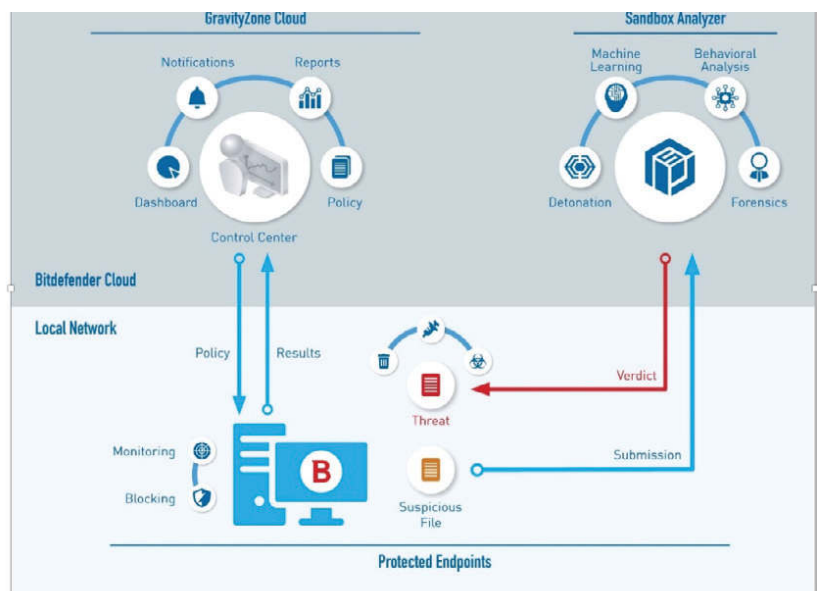 GravityZone Cloud
Sandbox Analyzer
Notifications
Reports
Machine
Learning
Behavioral
Analysis
Dashboard
Policy
Detonation
Forensics
Control Center
Bitdefender Cloud
Local Network
Policy
Results
Verdict
Threat
Monitoring
Blocking
B
Submission
Suspicious
File
Protected Endpoints